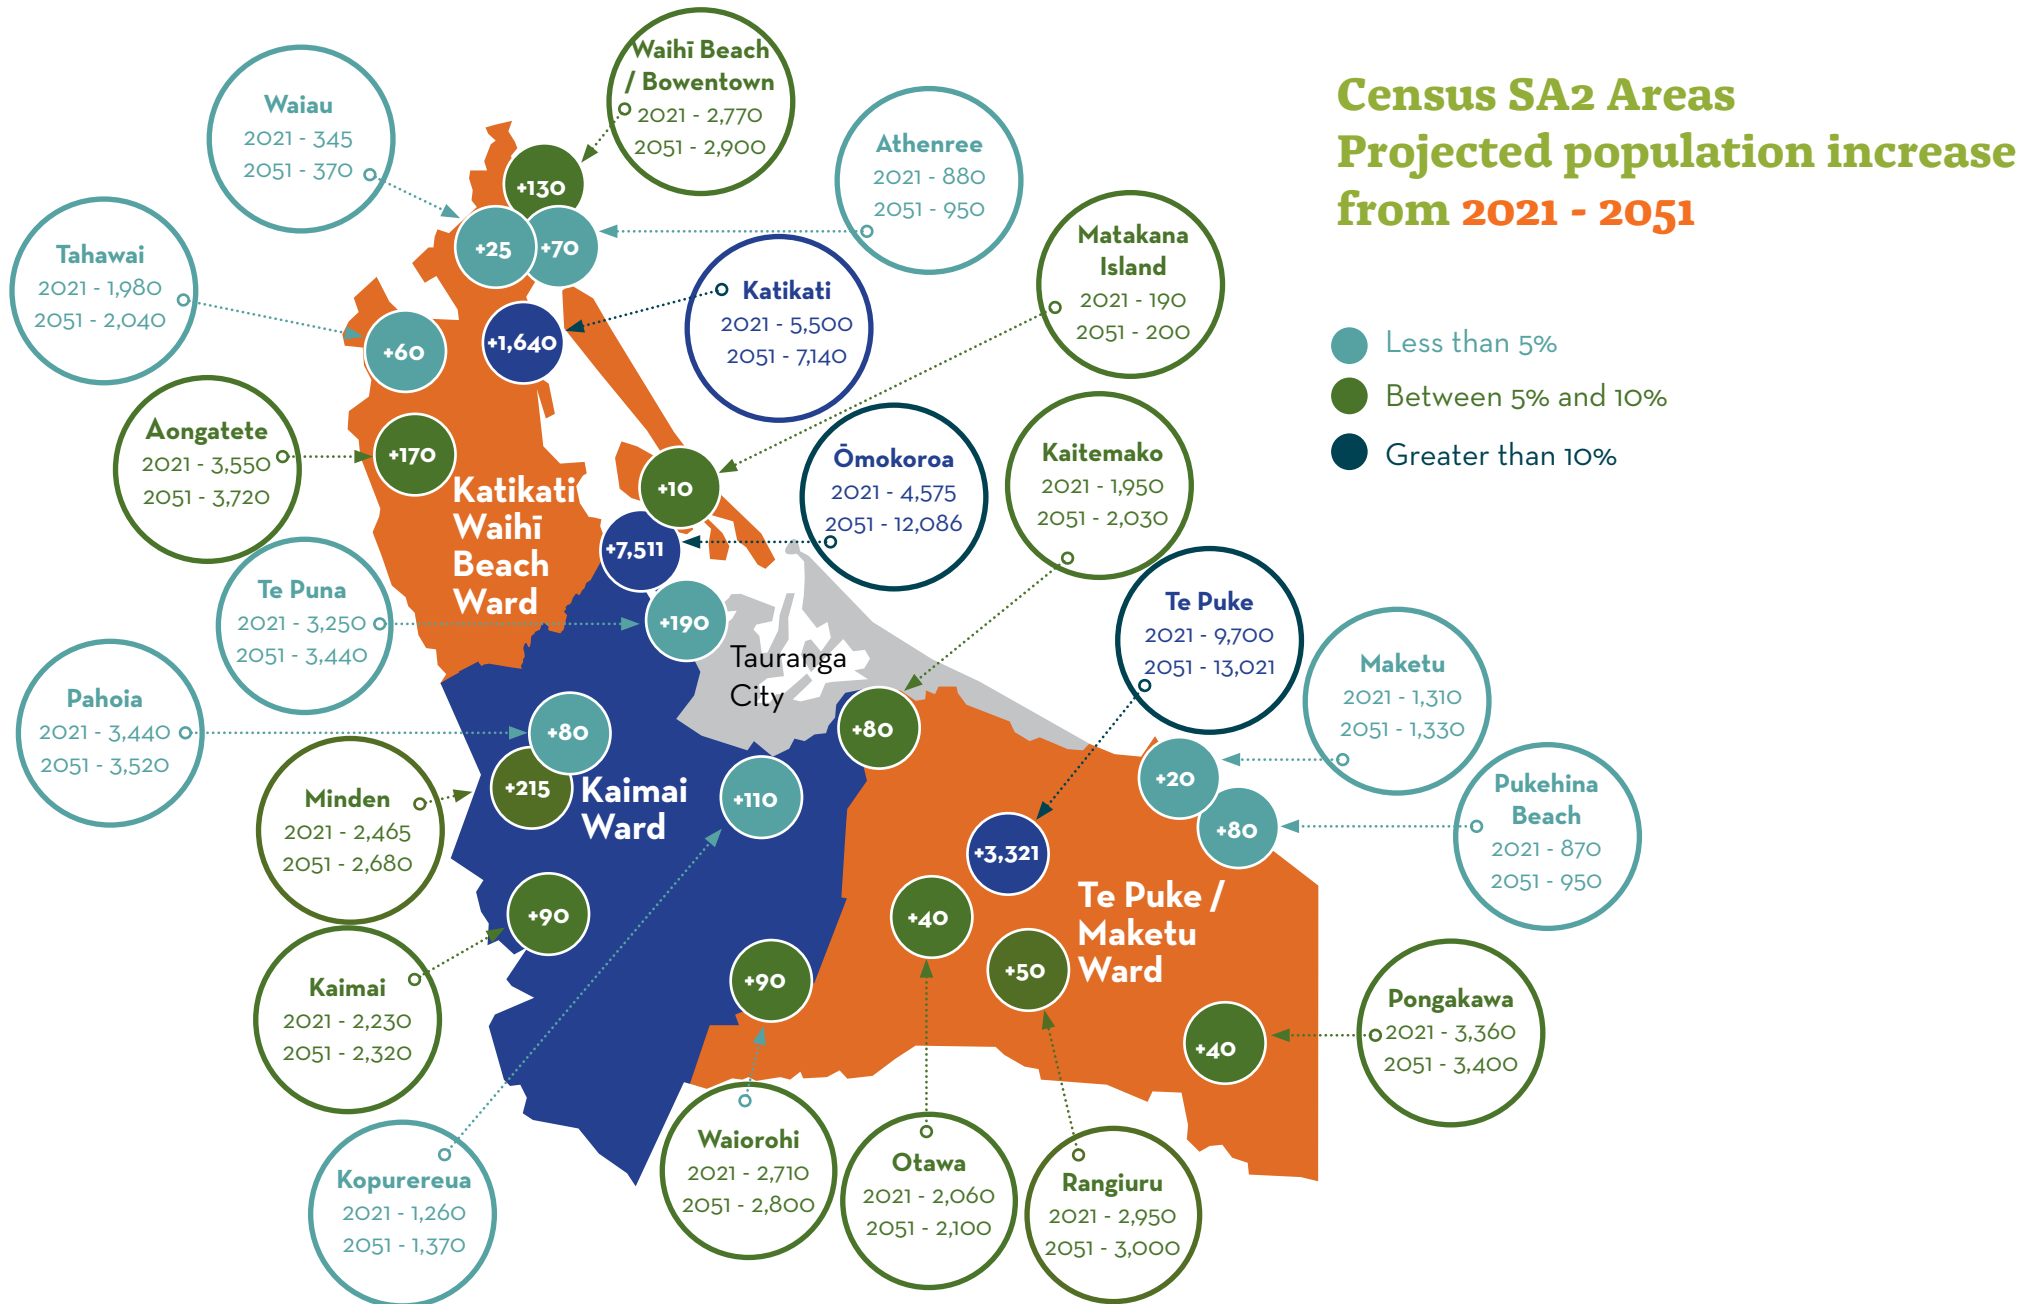 Census SA2 Areas
Projected population increase
from 2021 - 2051
Less than 5%
Between 5% and 10%
Greater than 10%
Waihī Beach
/ Bowentown
2021 - 2,770
2051 - 2,900
Waiau
2021 - 345
2051 - 370
Athenree
2021 - 880
2051 - 950
Tahawai
2021 - 1,980
2051 - 2,040
Katikati
2021 - 5,500
2051 - 7,140
Matakana
Island
2021 - 190
2051 - 200
Aongatete
2021 - 3,550
2051 - 3,720
Ōmokoroa
2021 - 4,575
2051 - 12,086
Kaitemako
2021 - 1,950
2051 - 2,030
Te Puna
2021 - 3,250
2051 - 3,440
Te Puke
2021 - 9,700
2051 - 13,021
Maketu
2021 - 1,310
2051 - 1,330
Pahoia
2021 - 3,440
2051 - 3,520
Minden
2021 - 2,465
2051 - 2,680
Pukehina
Beach
2021 - 870
2051 - 950
Kaimai
2021 - 2,230
2051 - 2,320
Pongakawa
2021 - 3,360
2051 - 3,400
Kopurereua
2021 - 1,260
2051 - 1,370
Waiorohi
2021 - 2,710
2051 - 2,800
Otawa
2021 - 2,060
2051 - 2,100
Rangiuru
2021 - 2,950
2051 - 3,000
+130
+25
+70
+60
+1,640
+170
+10
Katikati
Waihī
Beach
Ward
+7,511
+190
Tauranga
City
+80
+80
+215
Kaimai
Ward
+110
+20
+80
+3,321
Te Puke /
Maketu
Ward
+90
+40
+50
+90
+40